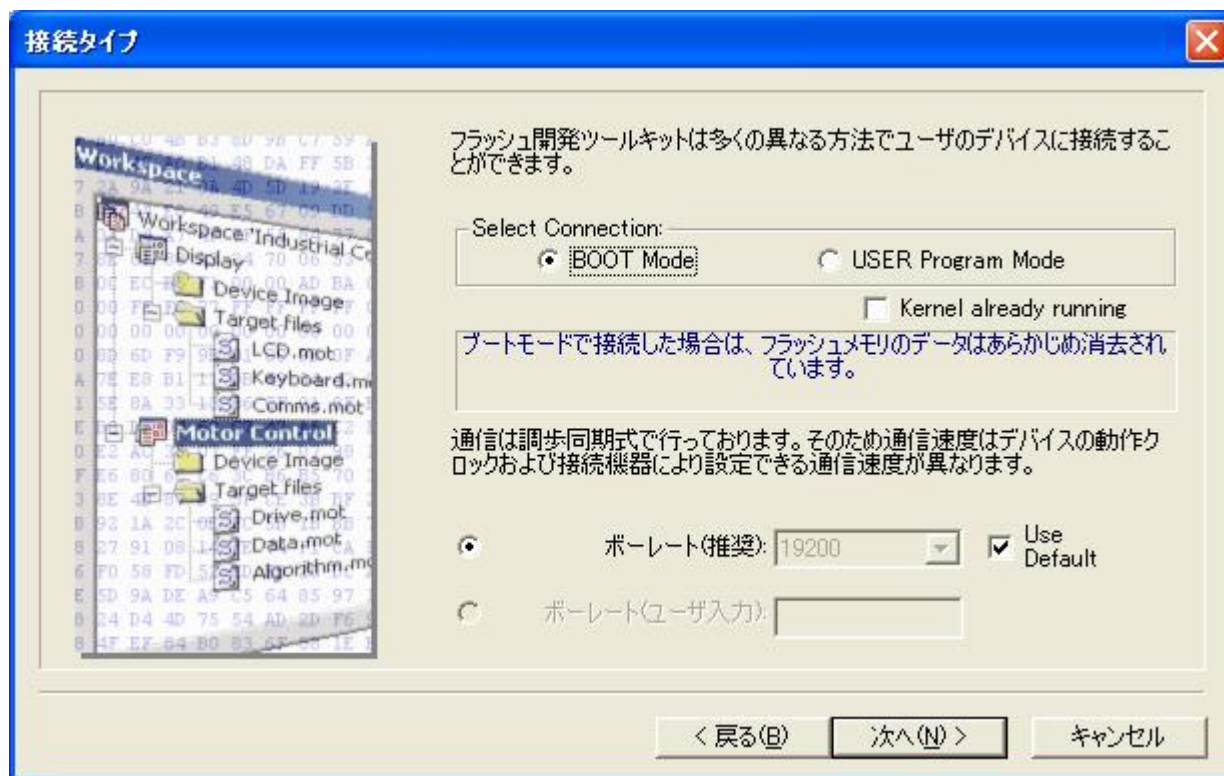 接続タイプ
Workspace
Workspace 'Industrial Co
Display
Device Image
Target files
LCD.mot
Keyboard.mo
Comms.mot
Motor Control
Device Image
Target files
Drive.mot
Data.mot
Algorithm.mo
フラッシュ開発ツールキットは多くの異なる方法でユーザのデバイスに接続するこ
とができます。
Select Connection:
BOOT Mode USER Program Mode
Kernel already running
ブートモードで接続した場合は、フラッシュメモリのデータはあらかじめ消去され
ています。
通信は調歩同期式で行っております。そのため通信速度はデバイスの動作ク
ロックおよび接続機器により設定できる通信速度が異なります。
ボーレート(推奨): 19200 Use
Default
ボーレート(ユーザ入力):
< 戻る(B) 次へ(N) > キャンセル